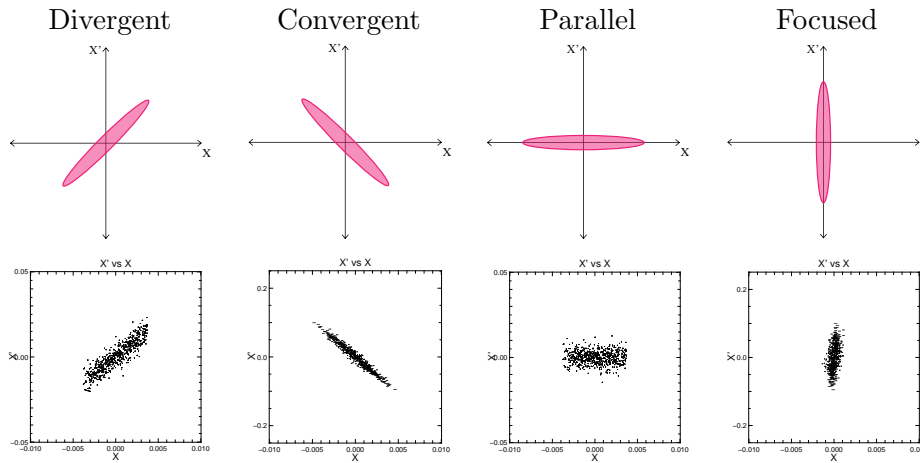 Divergent Convergent Parallel Focused
X' X' X' X'
X X X
X' vs X X' vs X X' vs X X' vs X
0.05 0.2 0.05 0.2
X' 0.00 X' 0.0 X' 0.00 X' 0.0
−0.05 −0.2 −0.05 −0.2
−0.010 −0.005 0.000 0.005 0.010 −0.010 −0.005 0.000 0.005 0.010 −0.010 −0.005 0.000 0.005 0.010 −0.010 −0.005 0.000 0.005
X X X X